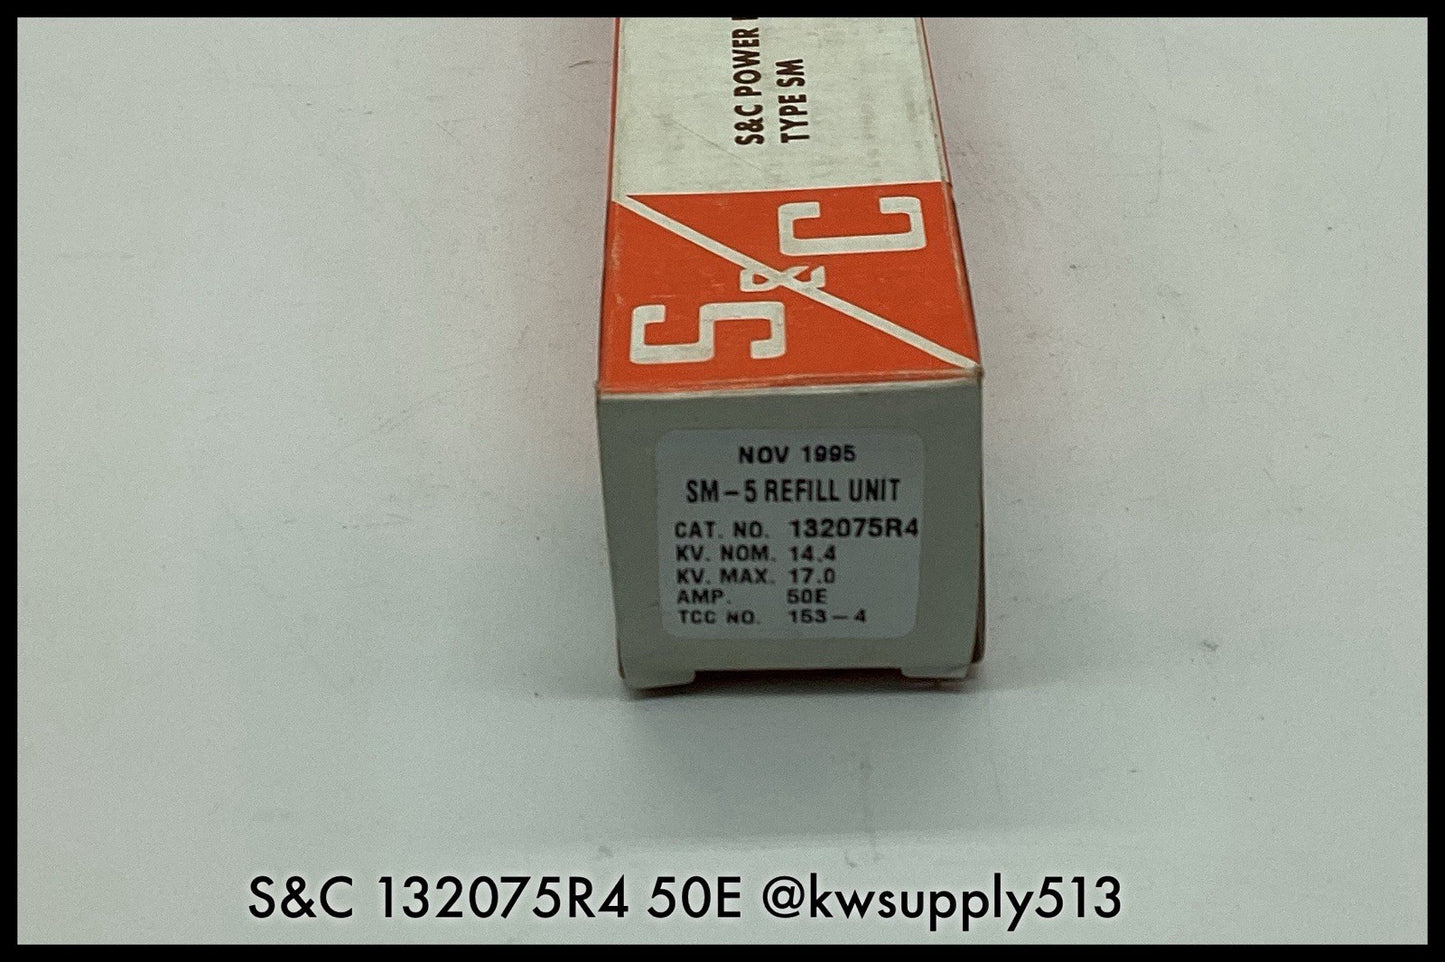 S&C POWER
TYPE SM
S&C
NOV 1995
SM-5 REFILL UNIT
CAT. NO. 132075R4
KV. NOM. 14.4
KV. MAX. 17.0
AMP. 50E
TCC NO. 153-4
S&C 132075R4 50E @kwsupply513